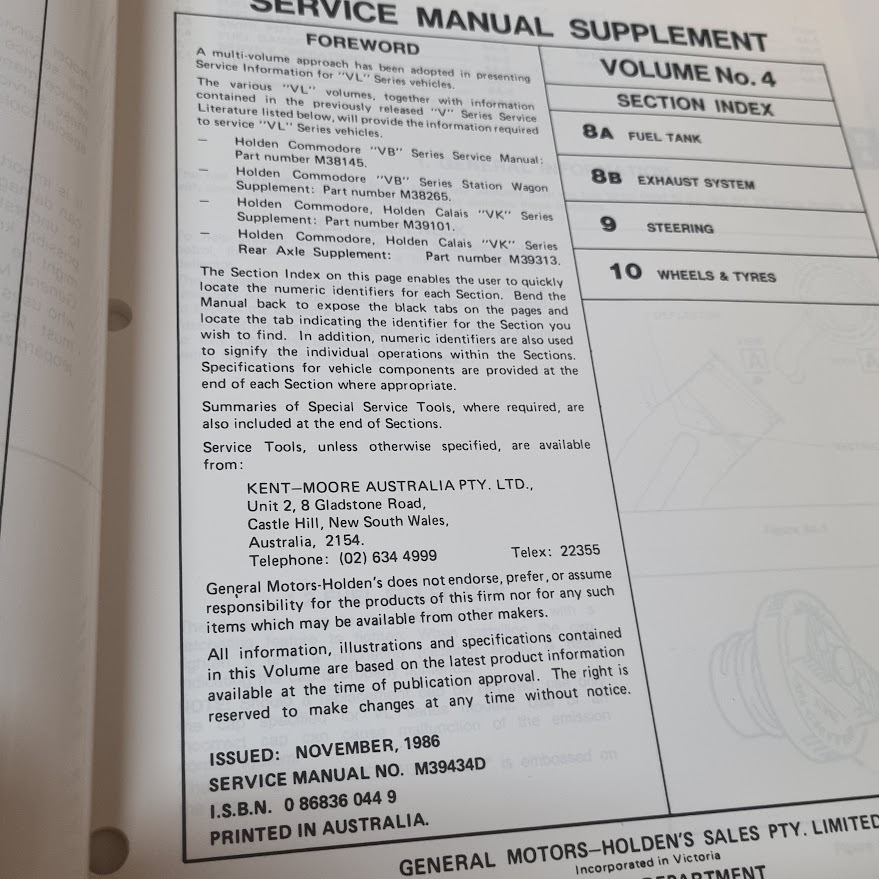 SERVICE MANUAL SUPPLEMENT
FOREWORD
A multi-volume approach has been adopted in presenting
Service Information for "VL" Series vehicles.
The various "VL" volumes, together with information
contained in the previously released "V" Series Service
Literature listed below, will provide the information required
to service "VL" Series vehicles.
— Holden Commodore "VB" Series Service Manual:
Part number M38145.
— Holden Commodore "VB" Series Station Wagon
Supplement: Part number M38265.
— Holden Commodore, Holden Calais "VK" Series
Supplement: Part number M39101.
— Holden Commodore, Holden Calais "VK" Series
Rear Axle Supplement: Part number M39313.
The Section Index on this page enables the user to quickly
locate the numeric identifiers for each Section. Bend the
Manual back to expose the black tabs on the pages and
locate the tab indicating the identifier for the Section you
wish to find. In addition, numeric identifiers are also used
to signify the individual operations within the Sections.
Specifications for vehicle components are provided at the
end of each Section where appropriate.
Summaries of Special Service Tools, where required, are
also included at the end of Sections.
Service Tools, unless otherwise specified, are available
from:
KENT—MOORE AUSTRALIA PTY. LTD.,
Unit 2, 8 Gladstone Road,
Castle Hill, New South Wales,
Australia, 2154.
Telephone: (02) 634 4999 Telex: 22355
General Motors-Holden's does not endorse, prefer, or assume
responsibility for the products of this firm nor for any such
items which may be available from other makers.
All information, illustrations and specifications contained
in this Volume are based on the latest product information
available at the time of publication approval. The right is
reserved to make changes at any time without notice.
ISSUED: NOVEMBER, 1986
SERVICE MANUAL NO. M39434D
I.S.B.N. 0 86836 044 9
PRINTED IN AUSTRALIA.
VOLUME No. 4
SECTION INDEX
8A FUEL TANK
8B EXHAUST SYSTEM
9 STEERING
10 WHEELS & TYRES
GENERAL MOTORS—HOLDEN'S SALES PTY. LIMITED
Incorporated in Victoria